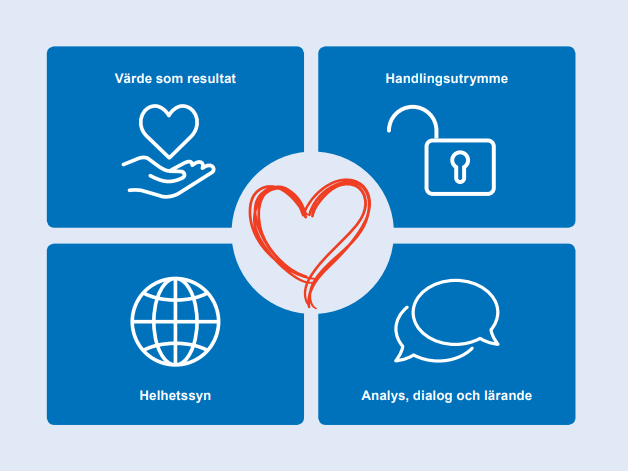 Värde som resultat
Handlingsutrymme
Helhetssyn
Analys, dialog och lärande